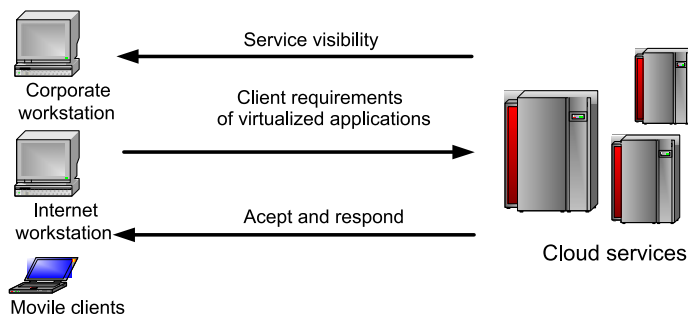 Service visibility
Corporate
workstation
Client requirements
of virtualized applications
Internet
workstation
Acept and respond
Cloud services
Movile clients